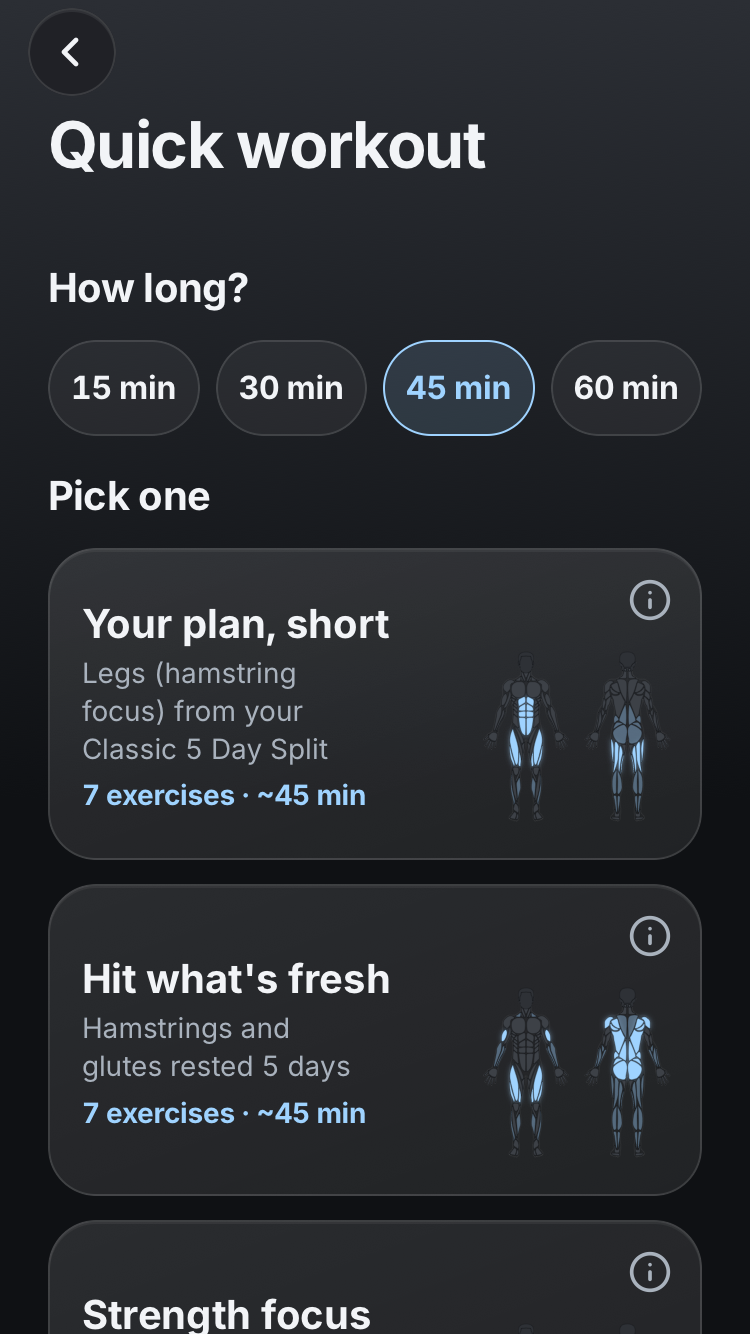 Quick workout
How long?
15 min
30 min
45 min
60 min
Pick one
Your plan, short
Legs (hamstring
focus) from your
Classic 5 Day Split
7 exercises · ~45 min
Hit what's fresh
Hamstrings and
glutes rested 5 days
7 exercises · ~45 min
Strength focus